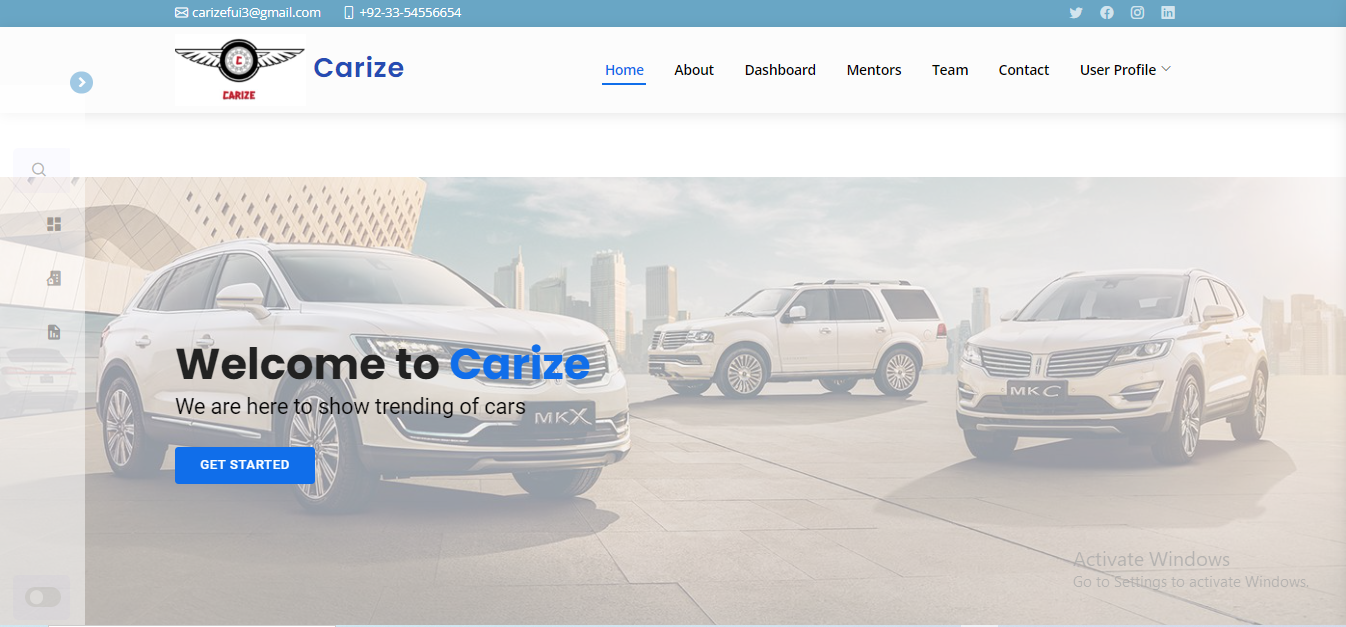 carizefui3@gmail.com +92-33-54556654
C
CARIZE
Carize
Home About Dashboard Mentors Team Contact User Profile
Welcome to Carize
We are here to show trending of cars
GET STARTED
MKX
MKC
Activate Windows
Go to Settings to activate Windows.